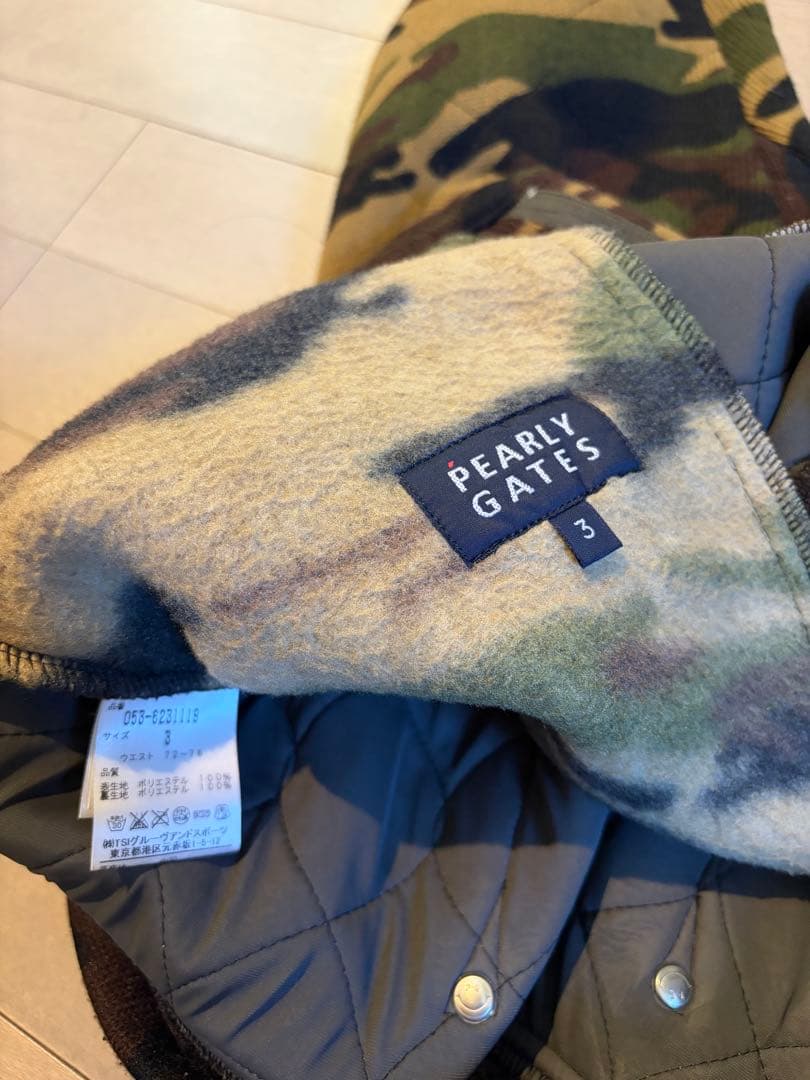 PEARLY
GATES
3
品番
053-6231119
サイズ
3
ウエスト 72~76
品質
表生地 ポリエステル 100%
裏生地 ポリエステル 100%
(株)TSIグルーヴアンドスポーツ
東京都港区元赤坂1-5-12